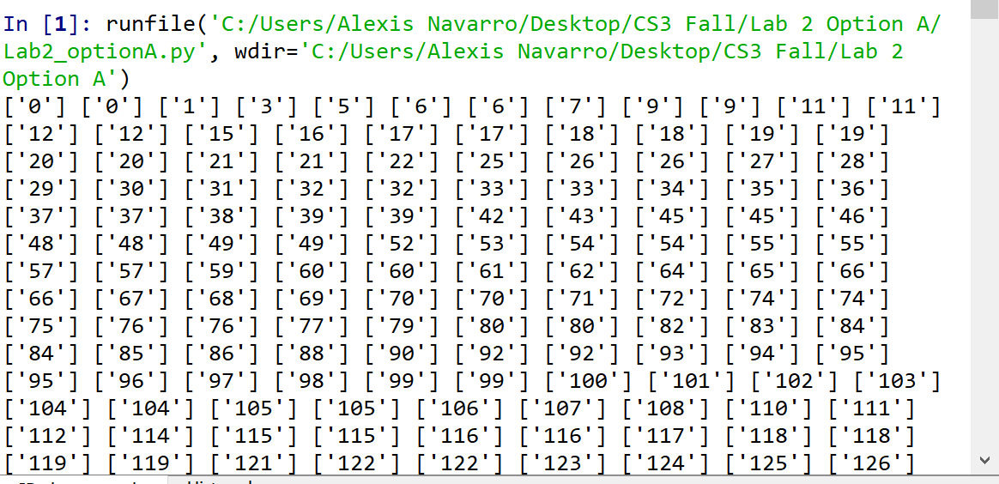 In [1]: runfile('C:/Users/Alexis Navarro/Desktop/CS3 Fall/Lab 2 Option A/
Lab2_optionA.py', wdir='C:/Users/Alexis Navarro/Desktop/CS3 Fall/Lab 2
Option A')
['0'] ['0'] ['1'] ['3'] ['5'] ['6'] ['6'] ['7'] ['9'] ['9'] ['11'] ['11']
['12'] ['12'] ['15'] ['16'] ['17'] ['17'] ['18'] ['18'] ['19'] ['19']
['20'] ['20'] ['21'] ['21'] ['22'] ['25'] ['26'] ['26'] ['27'] ['28']
['29'] ['30'] ['31'] ['32'] ['32'] ['33'] ['33'] ['34'] ['35'] ['36']
['37'] ['37'] ['38'] ['39'] ['39'] ['42'] ['43'] ['45'] ['45'] ['46']
['48'] ['48'] ['49'] ['49'] ['52'] ['53'] ['54'] ['54'] ['55'] ['55']
['57'] ['57'] ['59'] ['60'] ['60'] ['61'] ['62'] ['64'] ['65'] ['66']
['66'] ['67'] ['68'] ['69'] ['70'] ['70'] ['71'] ['72'] ['74'] ['74']
['75'] ['76'] ['76'] ['77'] ['79'] ['80'] ['80'] ['82'] ['83'] ['84']
['84'] ['85'] ['86'] ['88'] ['90'] ['92'] ['92'] ['93'] ['94'] ['95']
['95'] ['96'] ['97'] ['98'] ['99'] ['99'] ['100'] ['101'] ['102'] ['103']
['104'] ['104'] ['105'] ['105'] ['106'] ['107'] ['108'] ['110'] ['111']
['112'] ['114'] ['115'] ['115'] ['116'] ['116'] ['117'] ['118'] ['118']
['119'] ['119'] ['121'] ['122'] ['122'] ['123'] ['124'] ['125'] ['126']